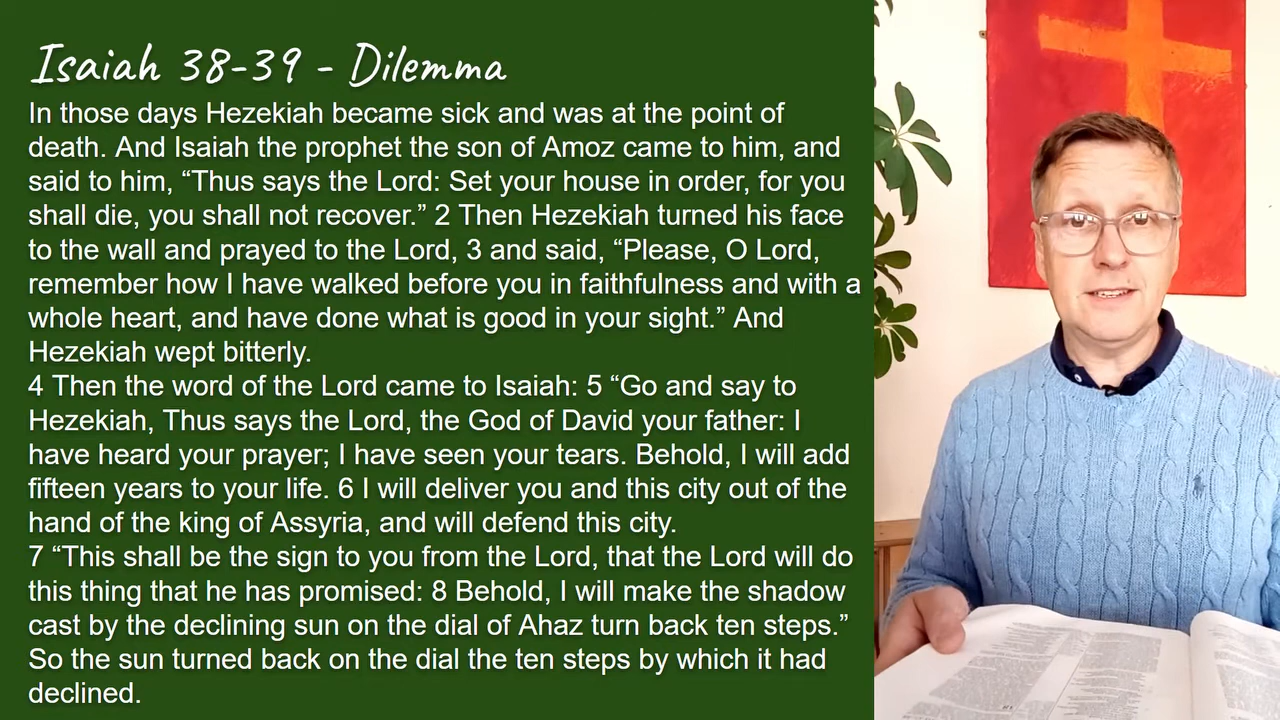 Isaiah 38-39 - Dilemma
In those days Hezekiah became sick and was at the point of
death. And Isaiah the prophet the son of Amoz came to him, and
said to him, “Thus says the Lord: Set your house in order, for you
shall die, you shall not recover.” 2 Then Hezekiah turned his face
to the wall and prayed to the Lord, 3 and said, “Please, O Lord,
remember how I have walked before you in faithfulness and with a
whole heart, and have done what is good in your sight.” And
Hezekiah wept bitterly.
4 Then the word of the Lord came to Isaiah: 5 “Go and say to
Hezekiah, Thus says the Lord, the God of David your father: I
have heard your prayer; I have seen your tears. Behold, I will add
fifteen years to your life. 6 I will deliver you and this city out of the
hand of the king of Assyria, and will defend this city.
7 “This shall be the sign to you from the Lord, that the Lord will do
this thing that he has promised: 8 Behold, I will make the shadow
cast by the declining sun on the dial of Ahaz turn back ten steps.”
So the sun turned back on the dial the ten steps by which it had
declined.